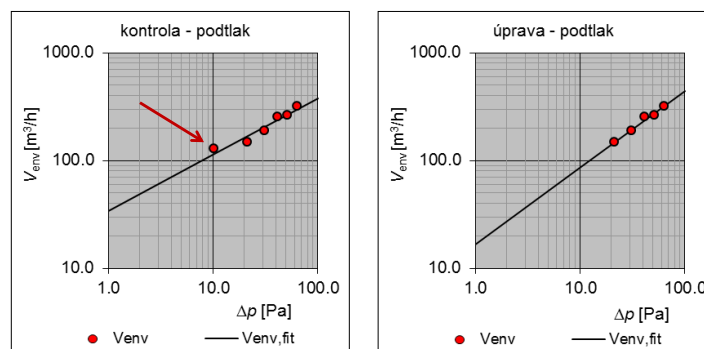 kontrola - podtlak
1000.0
100.0
10.0
V env [m³/h]
1.0 10.0 100.0
Δp [Pa]
Venv Venv,fit
úprava - podtlak
1000.0
100.0
10.0
V env [m³/h]
1.0 10.0 100.0
Δp [Pa]
Venv Venv,fit